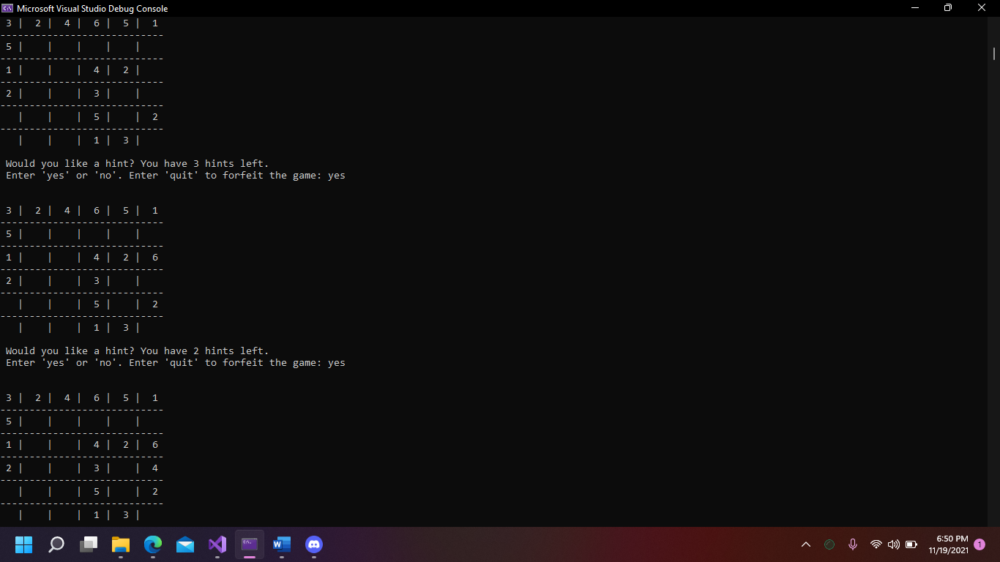 Microsoft Visual Studio Debug Console
3 | 2 | 4 | 6 | 5 | 1
----------------------------
5 | | | | |
----------------------------
1 | | | 4 | 2 |
----------------------------
2 | | | 3 | |
----------------------------
| | | 5 | | 2
----------------------------
| | | 1 | 3 |
Would you like a hint? You have 3 hints left.
Enter 'yes' or 'no'. Enter 'quit' to forfeit the game: yes
3 | 2 | 4 | 6 | 5 | 1
----------------------------
5 | | | | |
----------------------------
1 | | | 4 | 2 | 6
----------------------------
2 | | | 3 | |
----------------------------
| | | 5 | | 2
----------------------------
| | | 1 | 3 |
Would you like a hint? You have 2 hints left.
Enter 'yes' or 'no'. Enter 'quit' to forfeit the game: yes
3 | 2 | 4 | 6 | 5 | 1
----------------------------
5 | | | | |
----------------------------
1 | | | 4 | 2 | 6
----------------------------
2 | | | 3 | | 4
----------------------------
| | | 5 | | 2
----------------------------
| | | 1 | 3 |
6:50 PM
11/19/2021
1